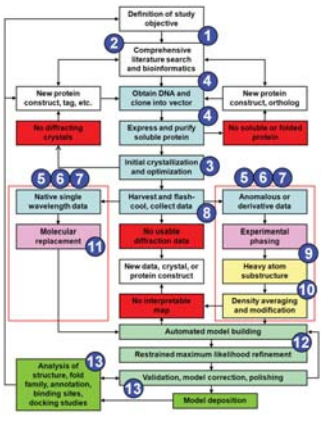 Definition of study
objective
1
2
Comprehensive
literature search
and bioinformatics
4
New protein
construct, tag, etc.
Obtain DNA and
clone into vector
New protein
construct, ortholog
4
No diffracting
crystals
Express and purify
soluble protein
No soluble or folded
protein
Initial crystallization
and optimization
3
5 6 7
5 6 7
Native single
wavelength data
Harvest and flash-
cool, collect data
8
Anomalous or
derivative data
Molecular
replacement
11
No usable
diffraction data
Experimental
phasing
9
New data, crystal, or
protein construct
Heavy atom
substructure
10
No interpretable
map
Density averaging
and modification
Automated model building
12
Restrained maximum likelihood refinement
13
Analysis of
structure, fold
family, annotation,
binding sites,
docking studies
Validation, model correction, polishing
13
Model deposition